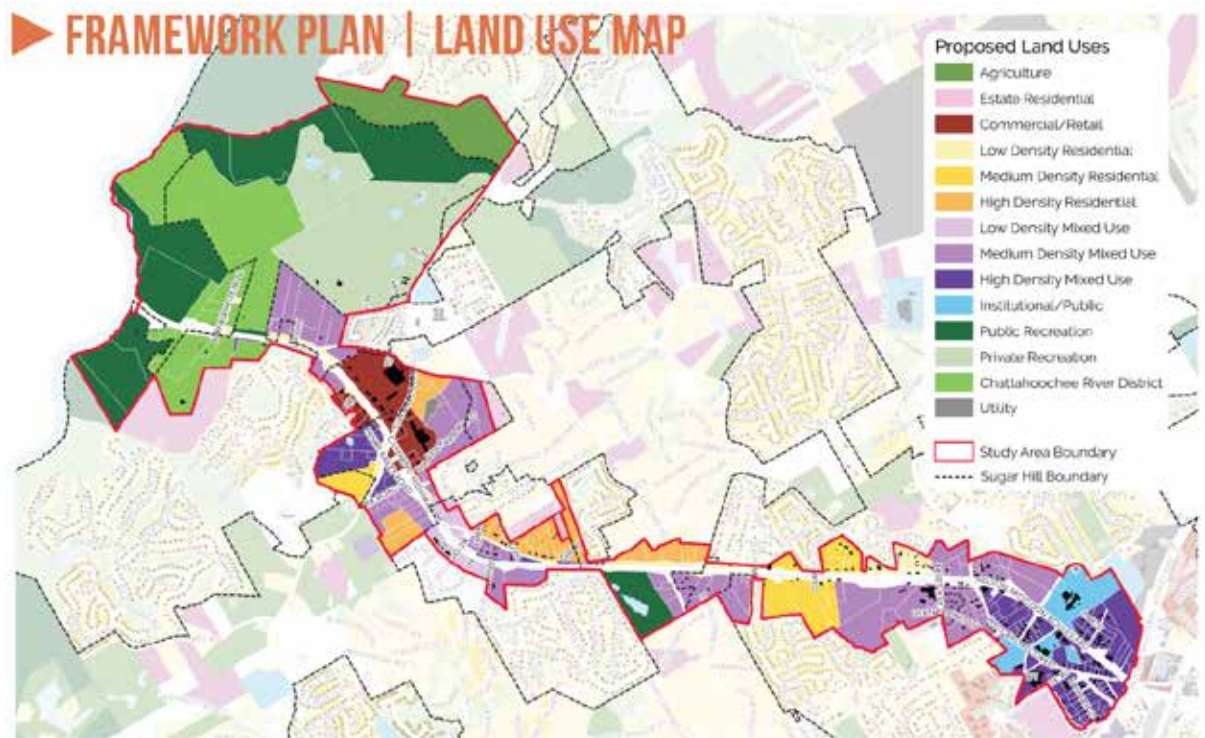 FRAMEWORK PLAN | LAND USE MAP
Proposed Land Uses
Agriculture
Estate Residential
Commercial/Retail
Low Density Residential
Medium Density Residential
High Density Residential
Low Density Mixed Use
Medium Density Mixed Use
High Density Mixed Use
Institutional/Public
Public Recreation
Private Recreation
Chattahoochee River District
Utility
Study Area Boundary
Sugar Hill Boundary